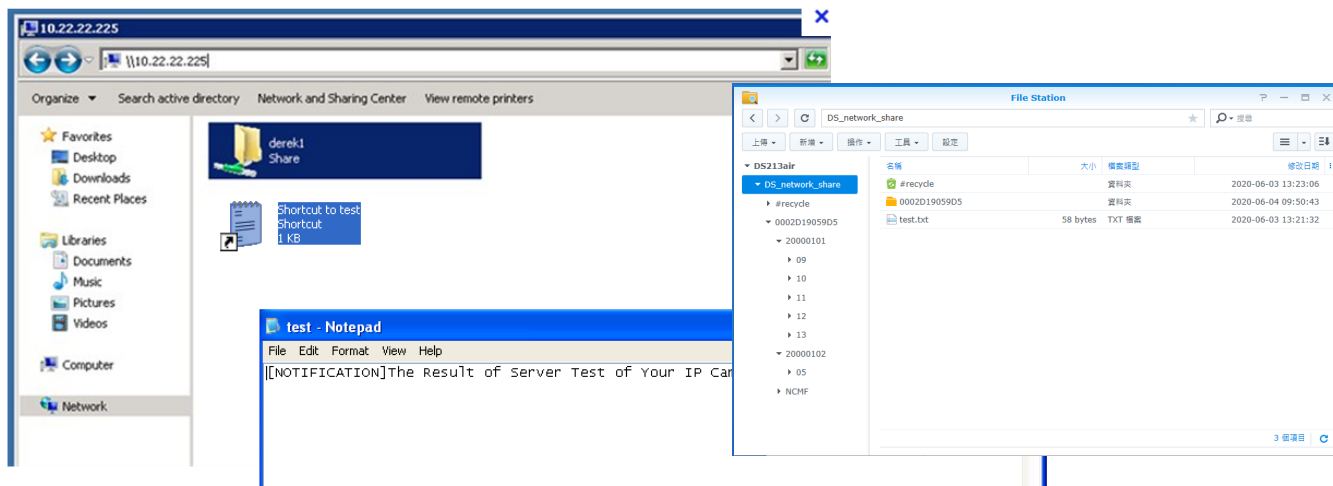 10.22.22.225
\\10.22.22.225
Organize Search active directory Network and Sharing Center View remote printers
Favorites
Desktop
Downloads
Recent Places
Libraries
Documents
Music
Pictures
Videos
Computer
Network
derek1
Share
Shortcut to test
Shortcut
1 KB
test - Notepad
File Edit Format View Help
[NOTIFICATION]The Result of Server Test of Your IP Cam
File Station
DS_network_share
搜尋
上傳 新增 操作 工具 設定
DS213air
DS_network_share
#recycle
0002D19059D5
20000101
09
10
11
12
13
20000102
05
NCMF
名稱 大小 檔案類型 修改日期
#recycle 資料夾 2020-06-03 13:23:06
0002D19059D5 資料夾 2020-06-04 09:50:43
test.txt 58 bytes TXT 檔案 2020-06-03 13:21:32
3 個項目